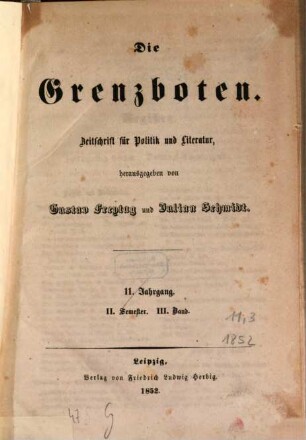 Die
Grenzboten.
Zeitschrift für Politik und Literatur,
herausgegeben von
Gustav Freytag und Julian Schmidt.
11. Jahrgang.
II. Semester. III. Band.
11,3
1852
Leipzig,
Verlag von Friedrich Ludwig Herbig.
1852.